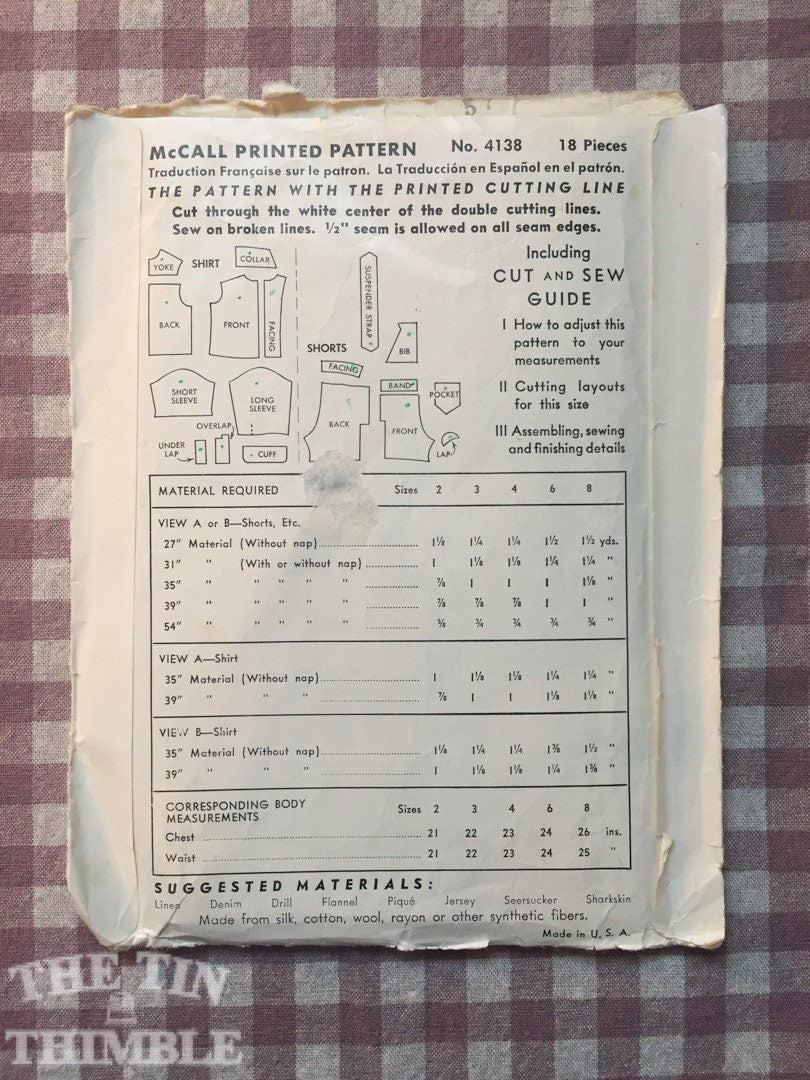 57
McCALL PRINTED PATTERN No. 4138 18 Pieces
Traduction Française sur le patron. La Traducción en Español en el patrón.
THE PATTERN WITH THE PRINTED CUTTING LINE
Cut through the white center of the double cutting lines.
Sew on broken lines. ½" seam is allowed on all seam edges.
YOKE
SHIRT
COLLAR
BACK
FRONT
FACING
SHORT SLEEVE
LONG SLEEVE
OVERLAP
UNDER LAP
CUFF
SUSPENDER STRAP
SHORTS
BIB
FACING
BAND
POCKET
BACK
FRONT
LAP
Including
CUT AND SEW
GUIDE
I How to adjust this
pattern to your
measurements
II Cutting layouts
for this size
III Assembling, sewing
and finishing details
MATERIAL REQUIRED Sizes 2 3 4 6 8
VIEW A or B—Shorts, Etc.
27" Material (Without nap) 1⅛ 1¼ 1¼ 1½ 1½ yds.
31" " (With or without nap) 1 1⅛ 1⅛ 1¼ 1¼ "
35" " " " " " ⅞ 1 1 1 1⅛ "
39" " " " " " ⅞ ⅞ ⅞ 1 1 "
54" " " " " " ⅝ ¾ ¾ ¾ ¾ "
VIEW A—Shirt
35" Material (Without nap) 1 1⅛ 1⅛ 1¼ 1¼ "
39" " " " ⅞ 1 1 1⅛ 1⅛ "
VIEW B—Shirt
35" Material (Without nap) 1⅛ 1¼ 1¼ 1⅜ 1½ "
39" " " " 1 1⅛ 1⅛ 1¼ 1⅜ "
CORRESPONDING BODY MEASUREMENTS Sizes 2 3 4 6 8
Chest 21 22 23 24 26 ins.
Waist 21 22 23 24 25 "
SUGGESTED MATERIALS:
Linen Denim Drill Flannel Piqué Jersey Seersucker Sharkskin
Made from silk, cotton, wool, rayon or other synthetic fibers.
Made in U. S. A.
THE TIN
THIMBLE